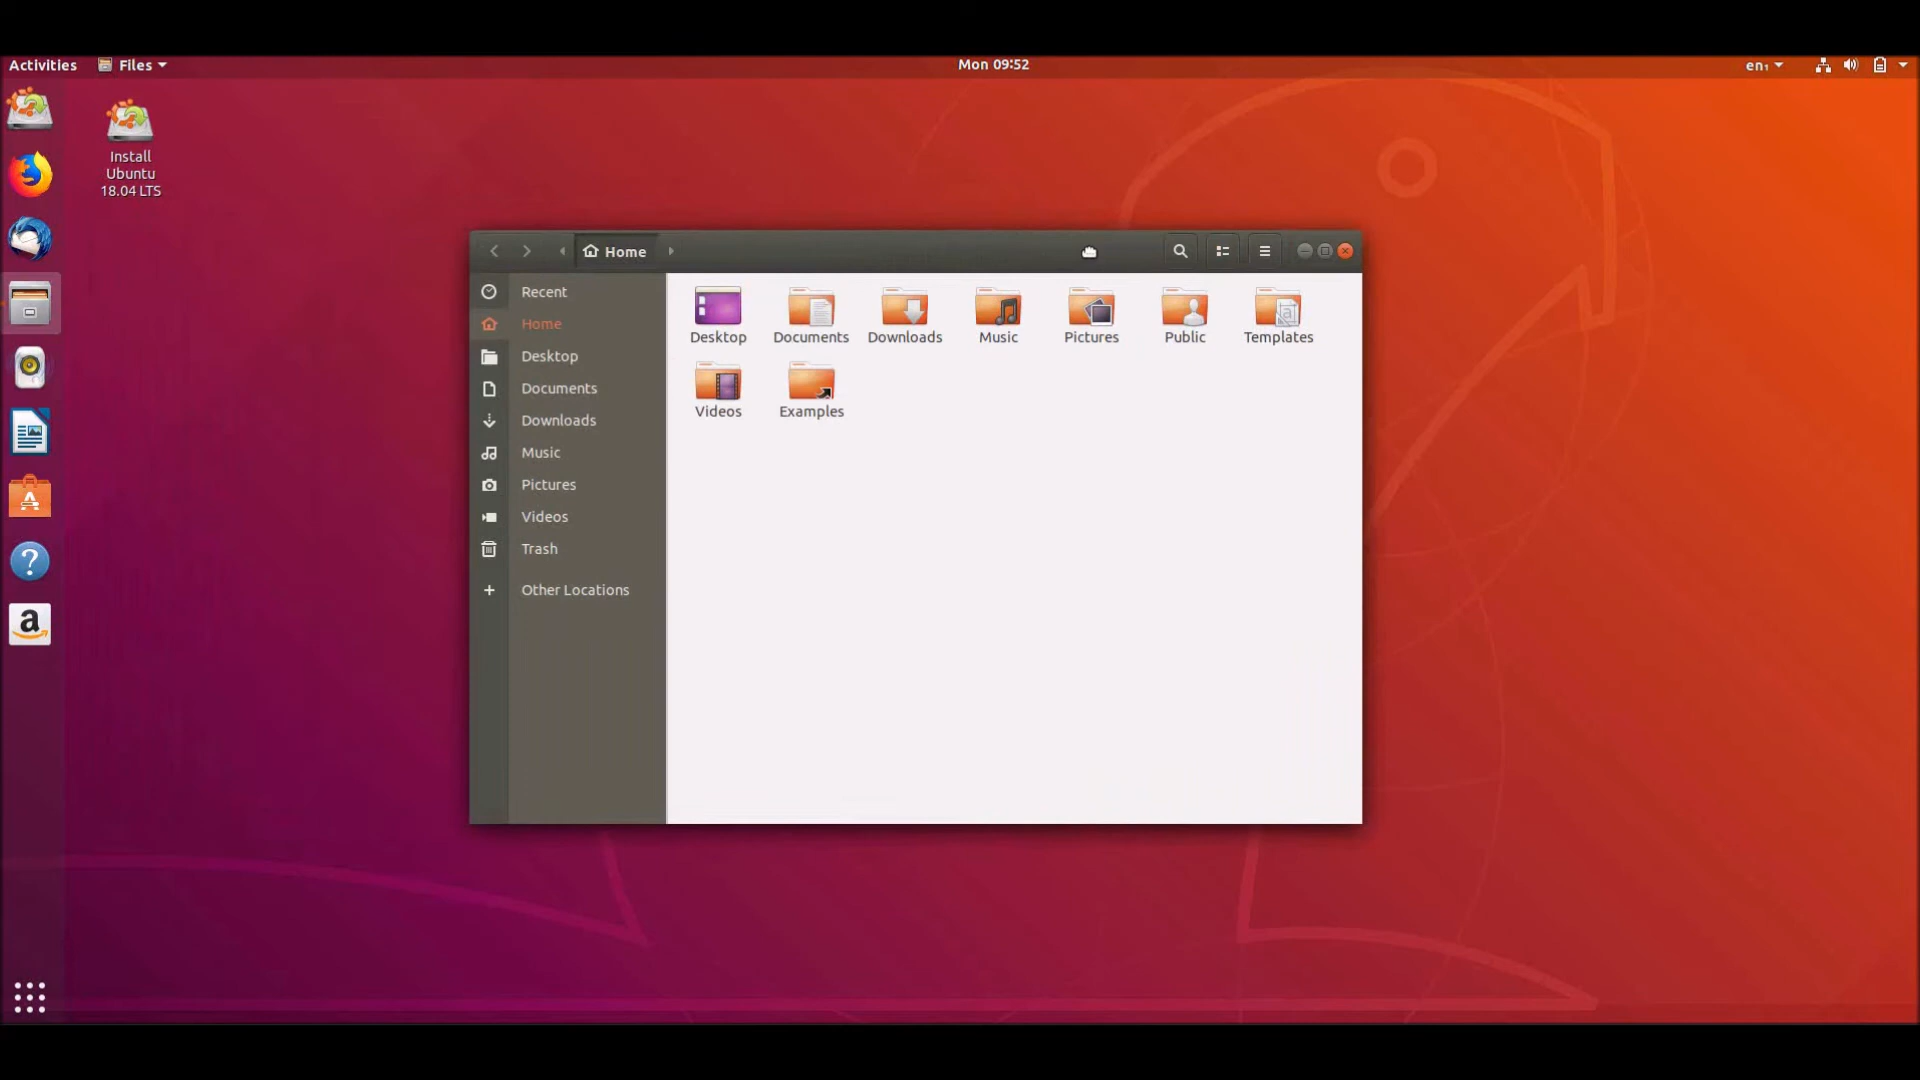 Activities
Files
Mon 09:52
en₁
Install
Ubuntu
18.04 LTS
Home
Recent
Home
Desktop
Documents
Downloads
Music
Pictures
Videos
Trash
Other Locations
Desktop
Documents
Downloads
Music
Pictures
Public
Templates
Videos
Examples